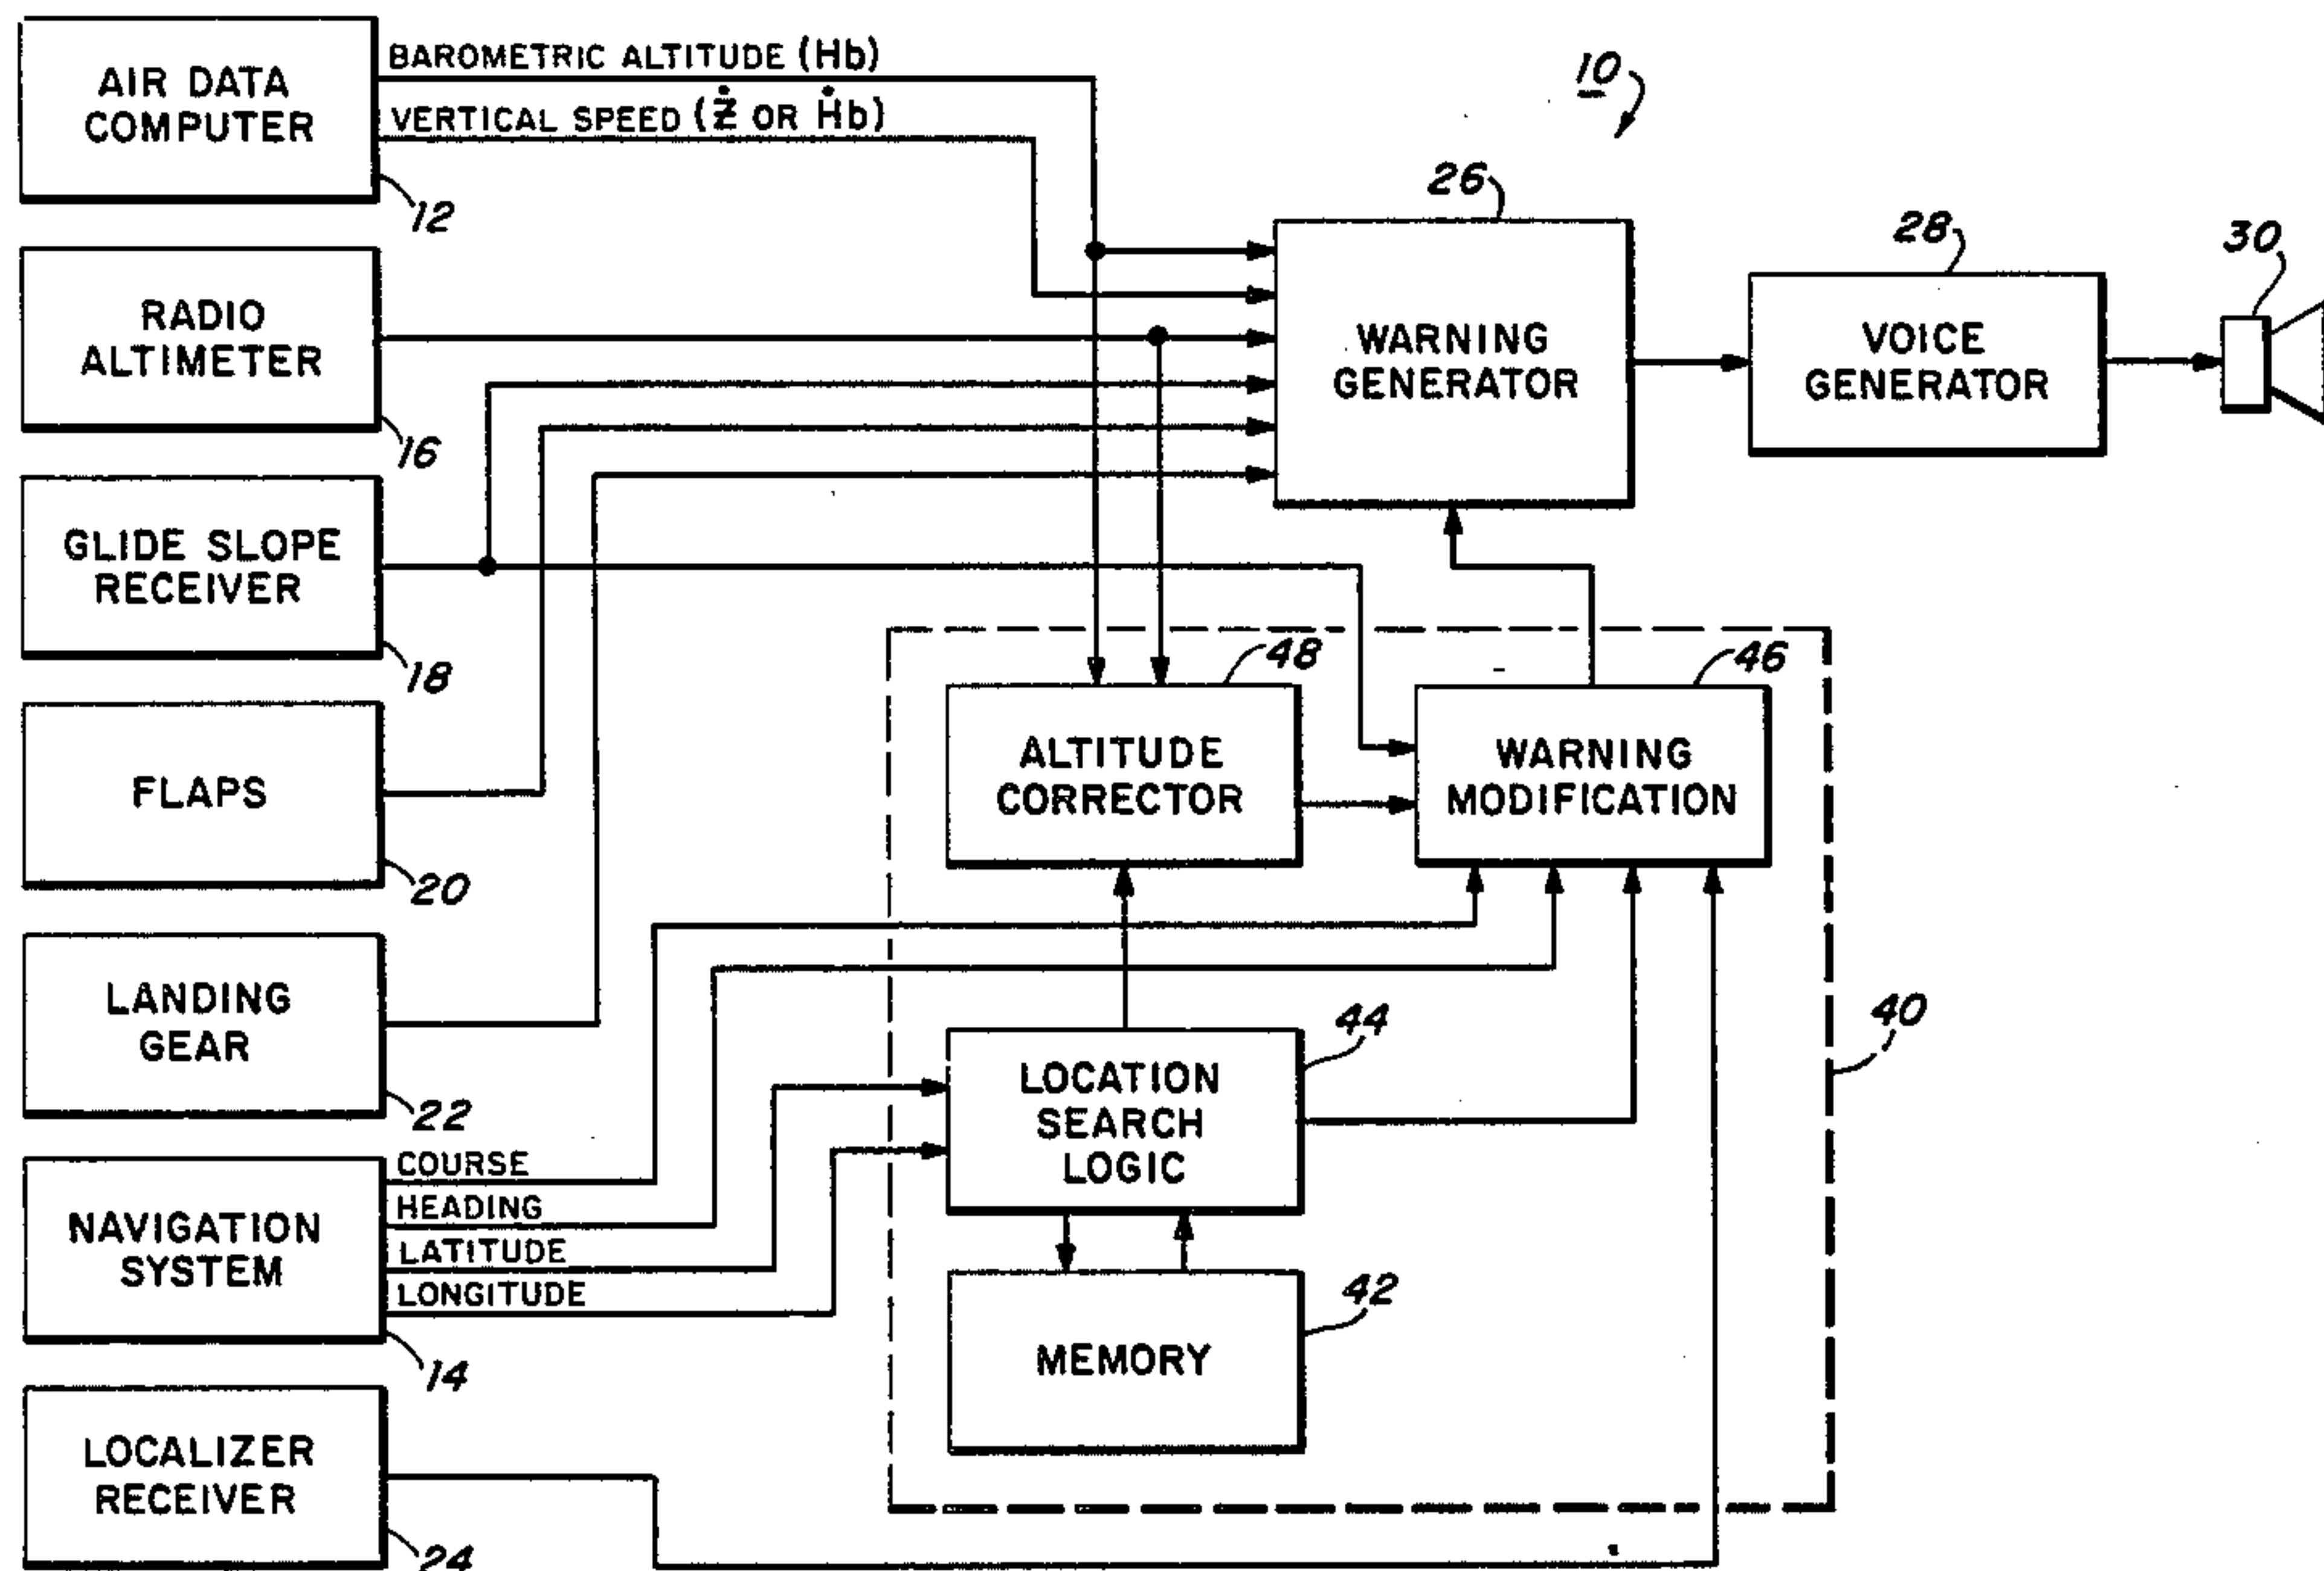 BAROMETRIC ALTITUDE (Hb)
VERTICAL SPEED (Ż OR Ḣb)
AIR DATA
COMPUTER
12
10
26
28
30
RADIO
ALTIMETER
16
WARNING
GENERATOR
VOICE
GENERATOR
GLIDE SLOPE
RECEIVER
18
48
46
FLAPS
20
ALTITUDE
CORRECTOR
WARNING
MODIFICATION
LANDING
GEAR
22
44
40
LOCATION
SEARCH
LOGIC
COURSE
HEADING
LATITUDE
LONGITUDE
NAVIGATION
SYSTEM
14
42
MEMORY
LOCALIZER
RECEIVER
24